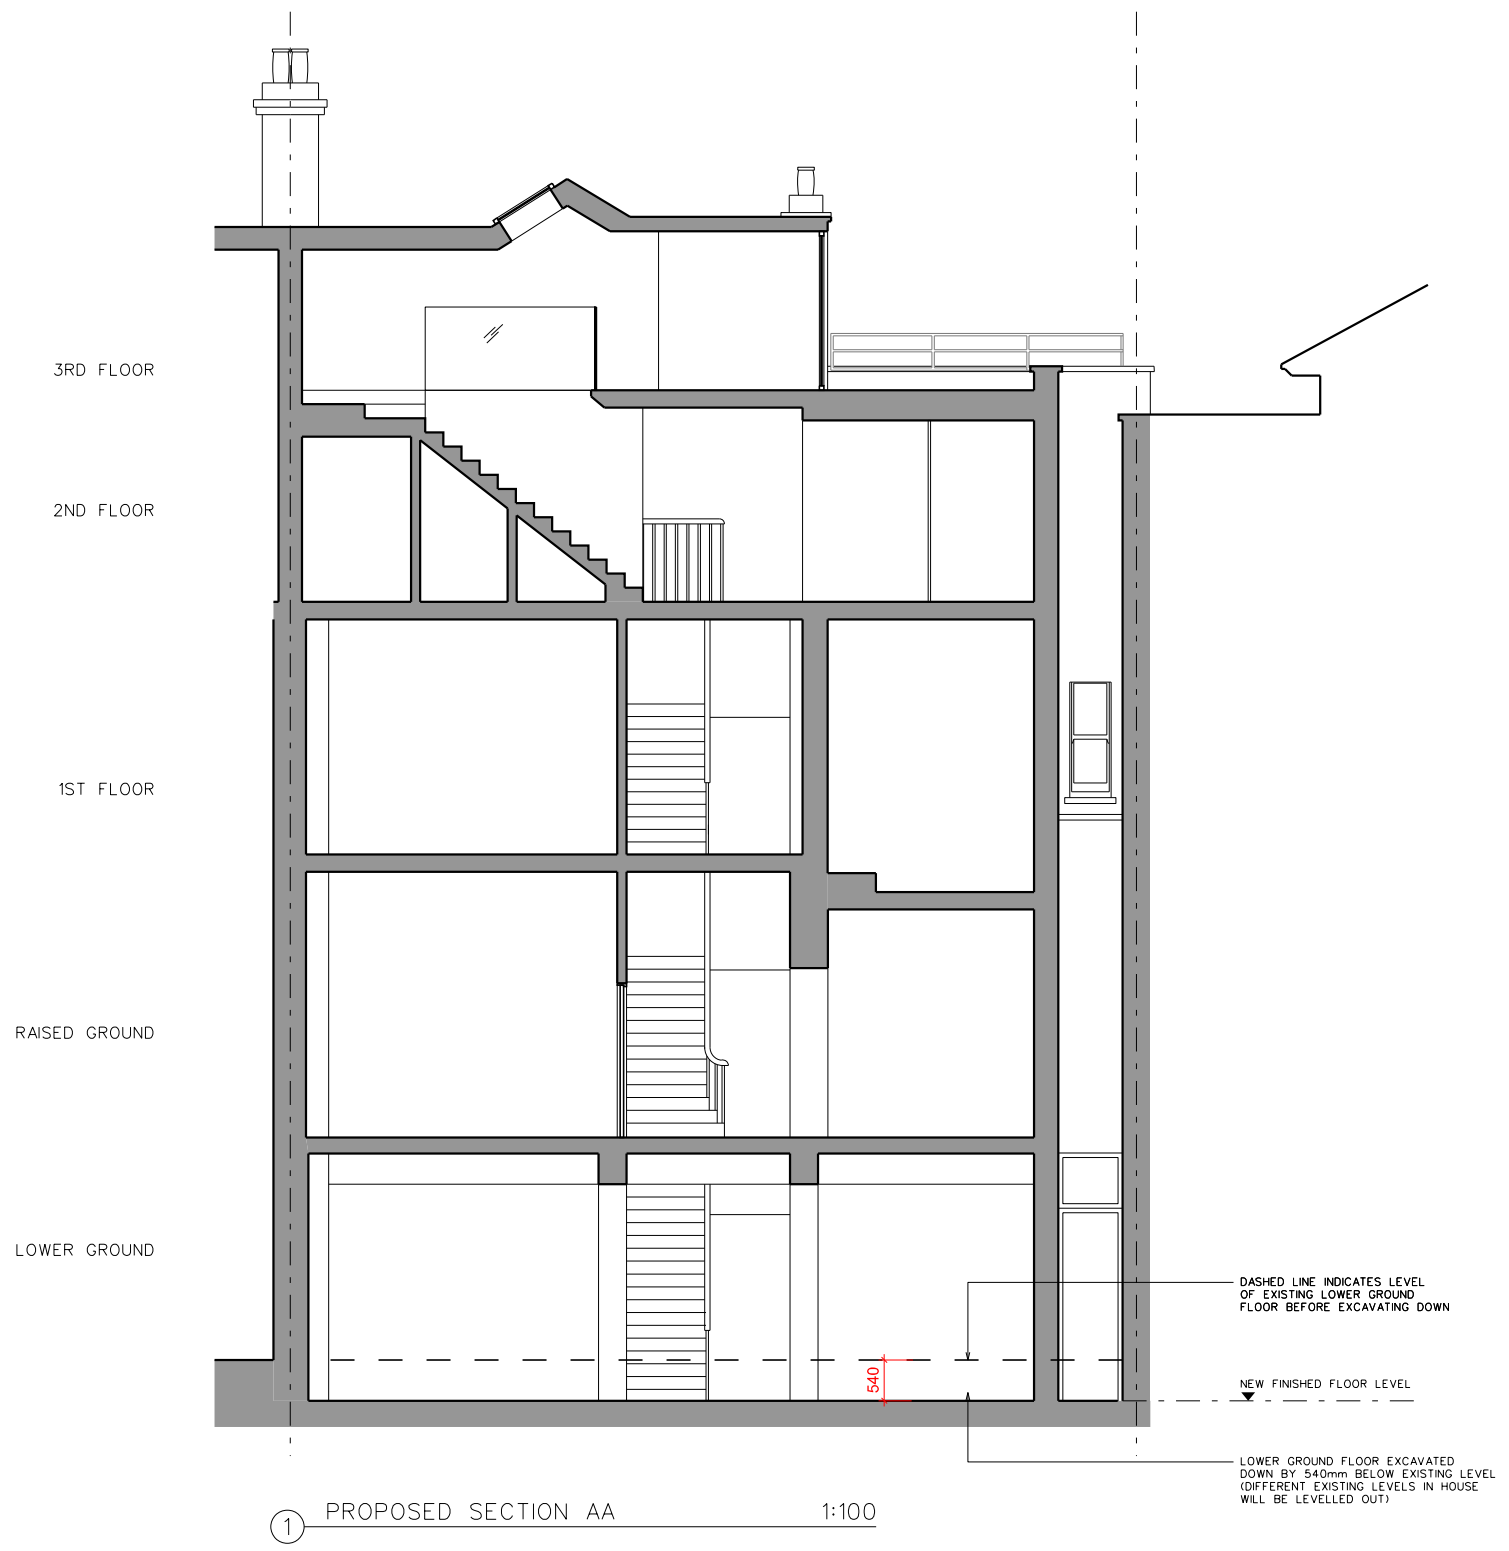 3RD FLOOR
2ND FLOOR
1ST FLOOR
RAISED GROUND
LOWER GROUND
DASHED LINE INDICATES LEVEL
OF EXISTING LOWER GROUND
FLOOR BEFORE EXCAVATING DOWN
540
NEW FINISHED FLOOR LEVEL
LOWER GROUND FLOOR EXCAVATED
DOWN BY 540mm BELOW EXISTING LEVEL
(DIFFERENT EXISTING LEVELS IN HOUSE
WILL BE LEVELLED OUT)
1 PROPOSED SECTION AA 1:100